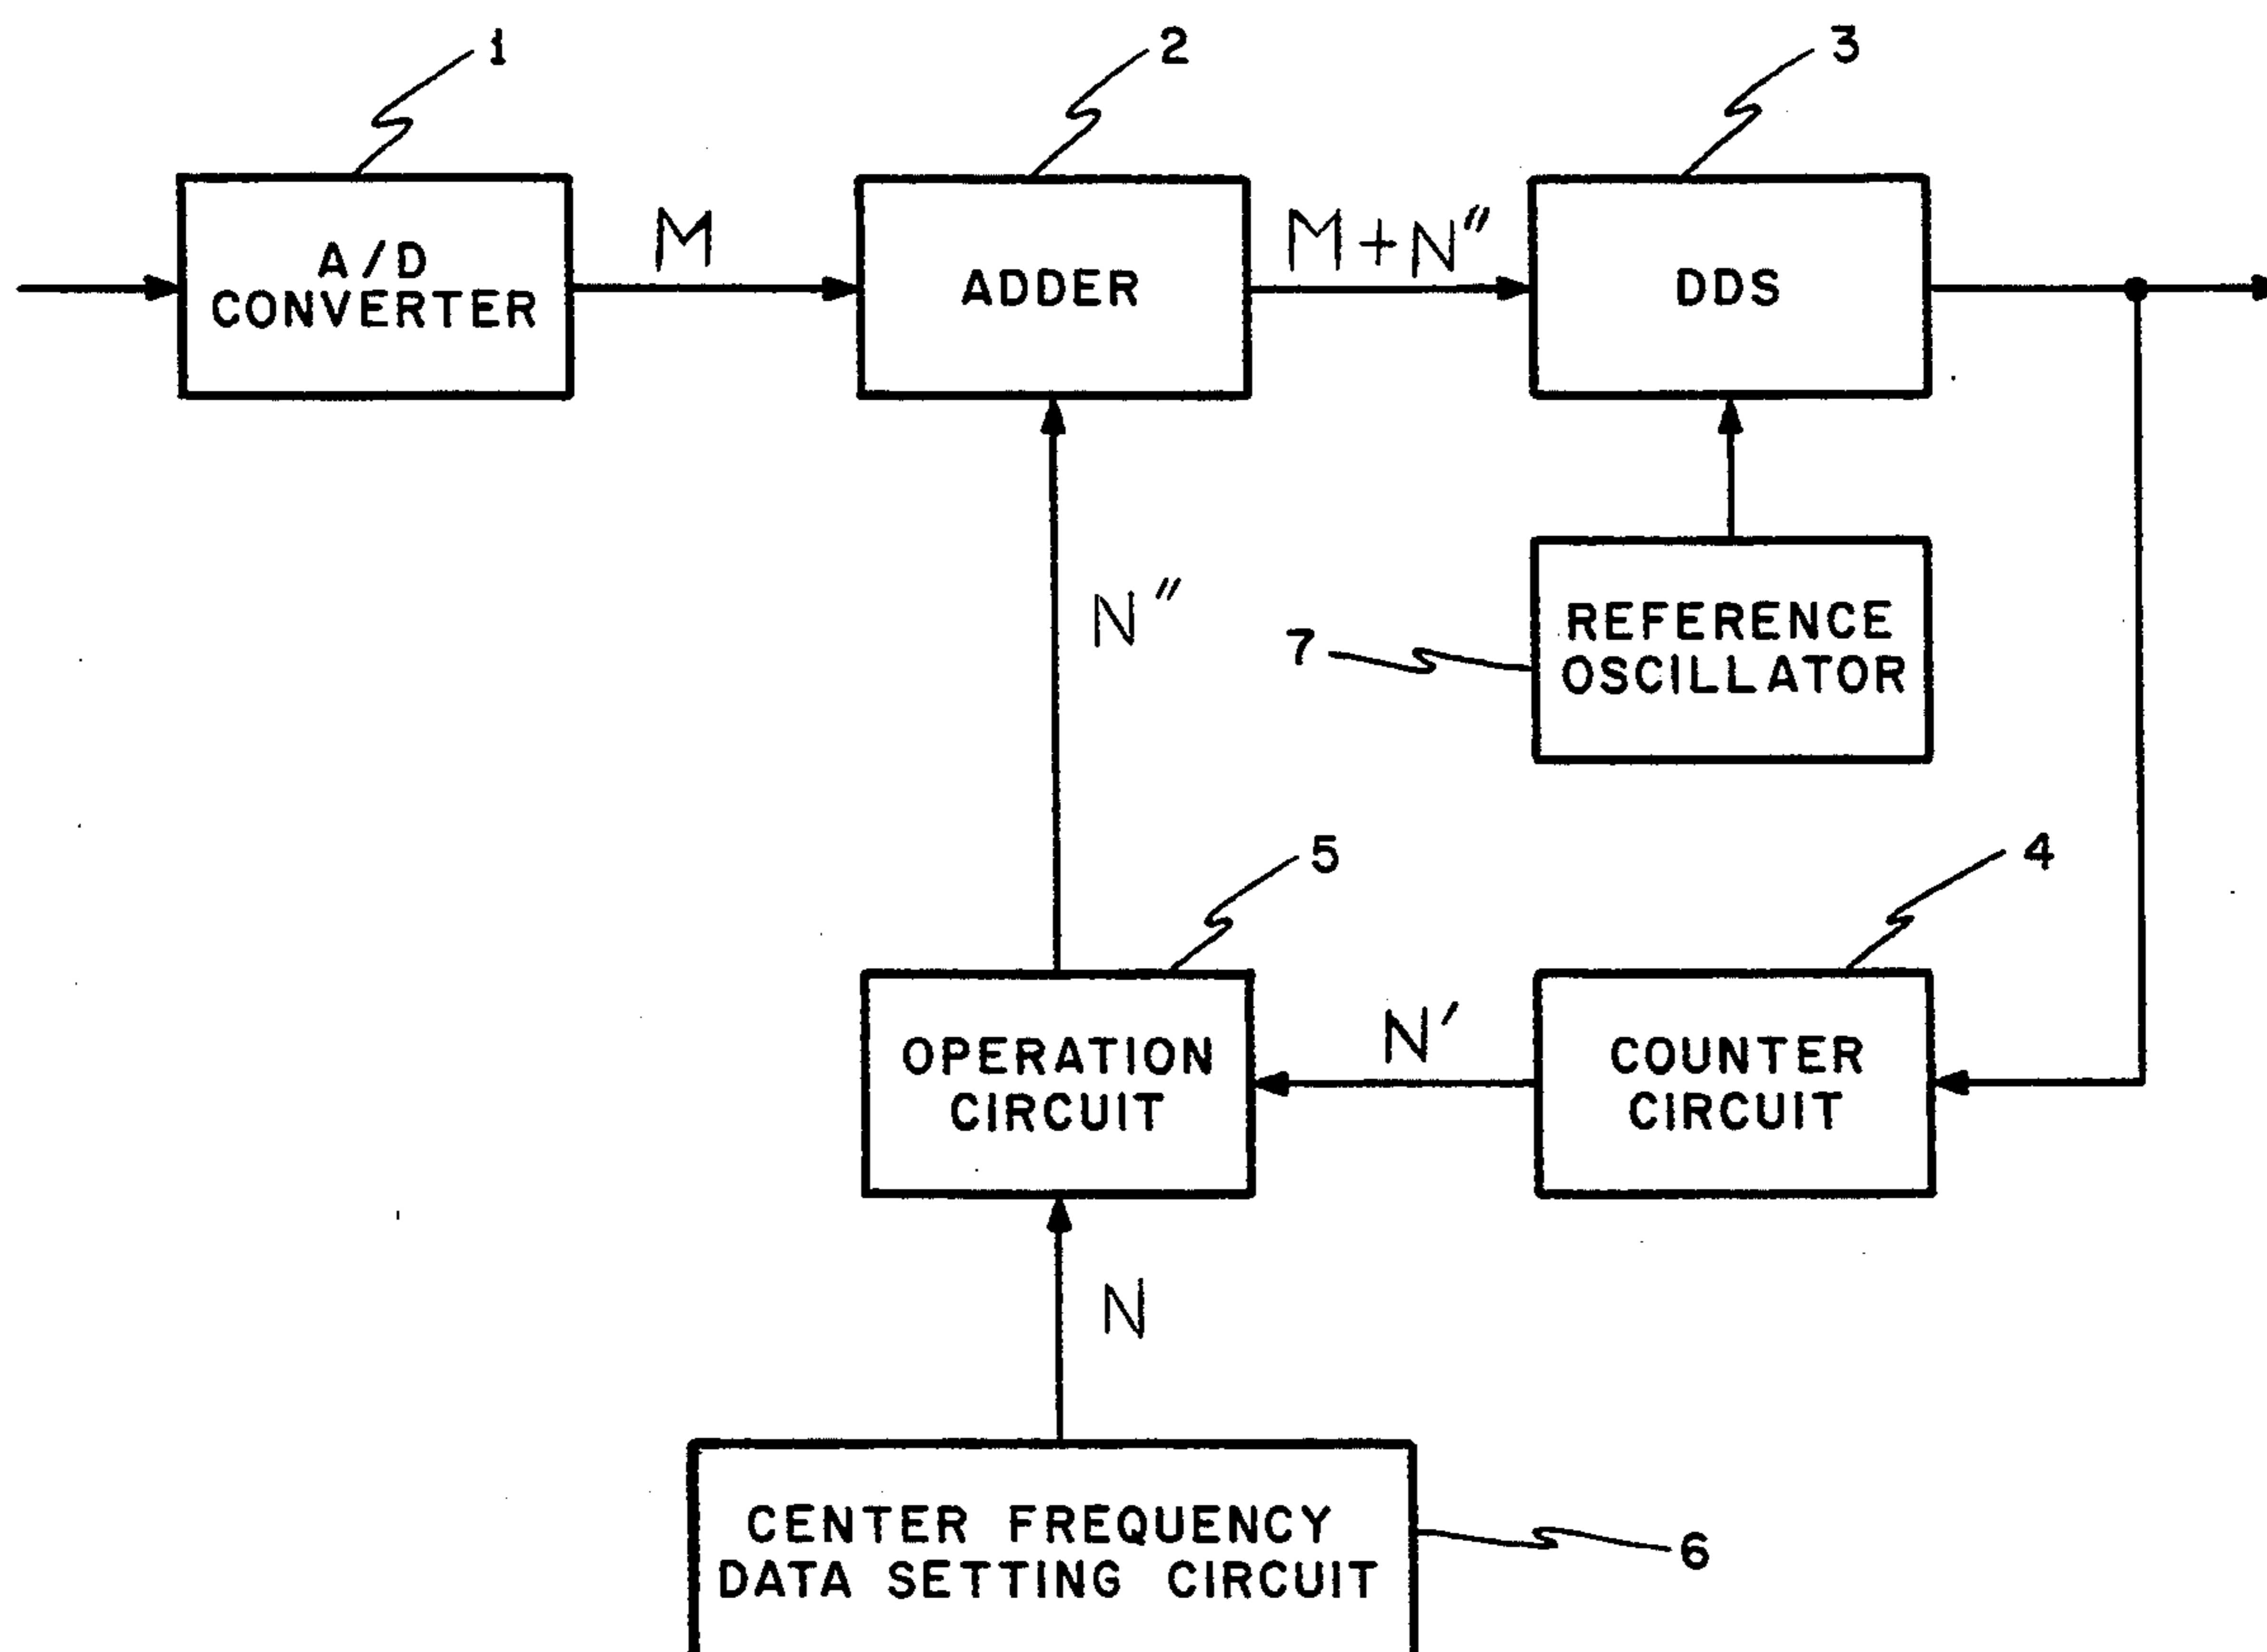 1
2
3
A/D
CONVERTER
M
ADDER
M+N″
DDS
N″
7
REFERENCE
OSCILLATOR
5
4
OPERATION
CIRCUIT
N′
COUNTER
CIRCUIT
N
CENTER FREQUENCY
DATA SETTING CIRCUIT
6